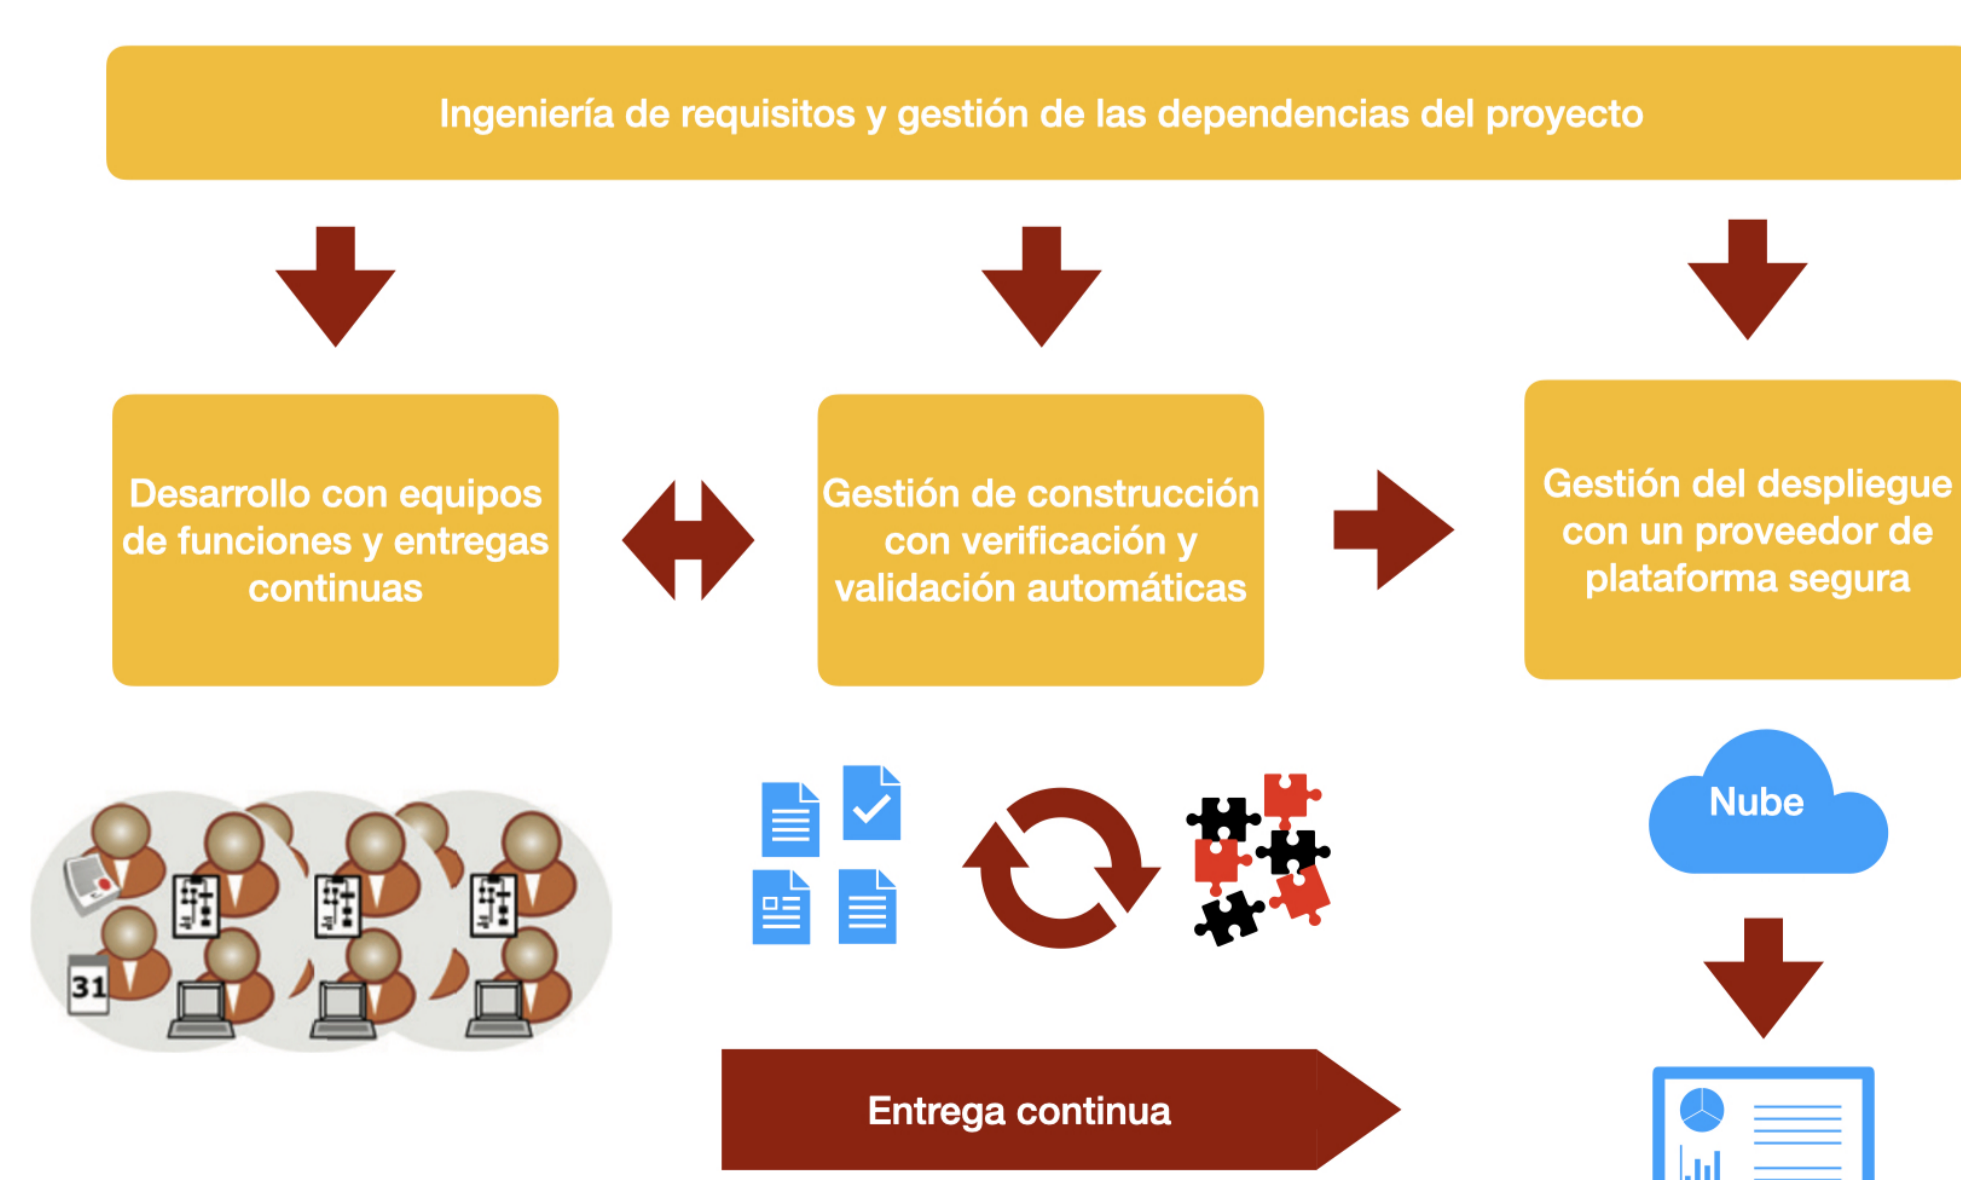 Ingeniería de requisitos y gestión de las dependencias del proyecto
Desarrollo con equipos
de funciones y entregas
continuas
Gestión de construcción
con verificación y
validación automáticas
Gestión del despliegue
con un proveedor de
plataforma segura
Nube
31
Entrega continua